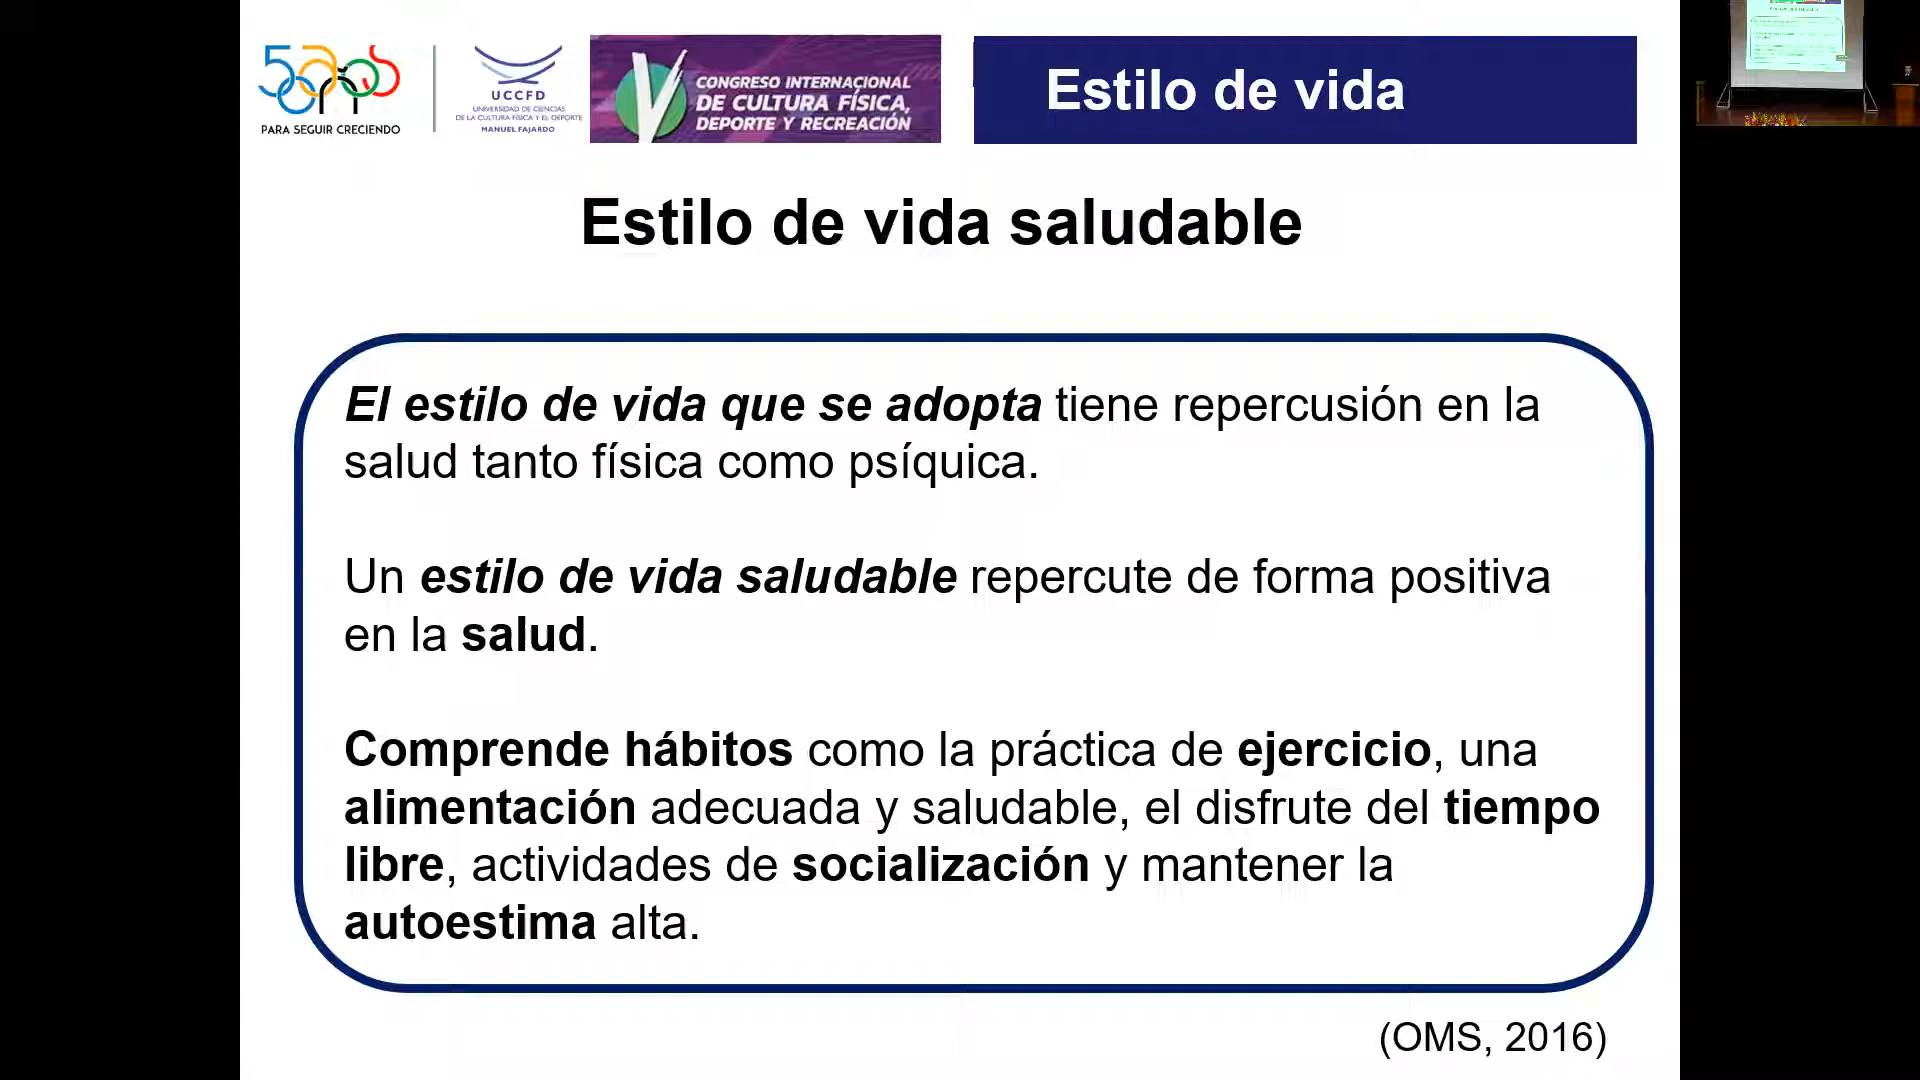 PARA SEGUIR CRECIENDO
UCCFD
UNIVERSIDAD DE CIENCIAS
DE LA CULTURA FÍSICA Y EL DEPORTE
MANUEL FAJARDO
V CONGRESO INTERNACIONAL
DE CULTURA FÍSICA,
DEPORTE Y RECREACIÓN
Estilo de vida
Estilo de vida saludable
El estilo de vida que se adopta tiene repercusión en la
salud tanto física como psíquica.
Un estilo de vida saludable repercute de forma positiva
en la salud.
Comprende hábitos como la práctica de ejercicio, una
alimentación adecuada y saludable, el disfrute del tiempo
libre, actividades de socialización y mantener la
autoestima alta.
(OMS, 2016)